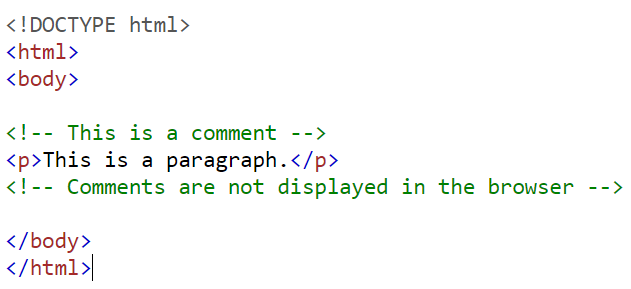 <!DOCTYPE html>
<html>
<body>
<!-- This is a comment -->
<p>This is a paragraph.</p>
<!-- Comments are not displayed in the browser -->
</body>
</html>